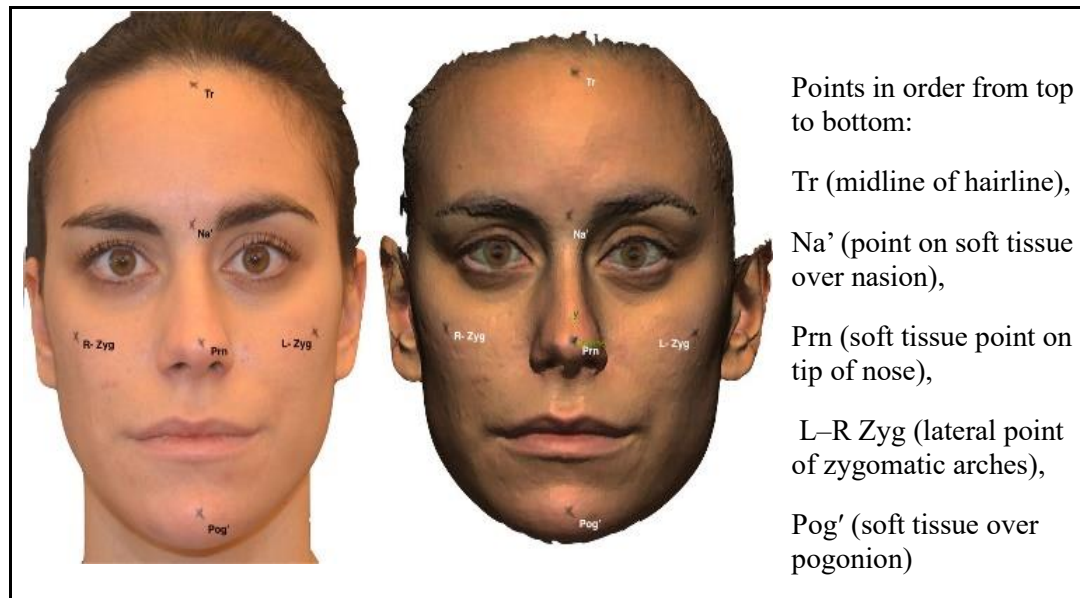 Tr
Na'
R- Zyg
Prn
L- Zyg
Pog'
Tr
Na'
y
R- Zyg
Prn
L- Zyg
Pog'
Points in order from top
to bottom:
Tr (midline of hairline),
Na’ (point on soft tissue
over nasion),
Prn (soft tissue point on
tip of nose),
L–R Zyg (lateral point
of zygomatic arches),
Pog′ (soft tissue over
pogonion)